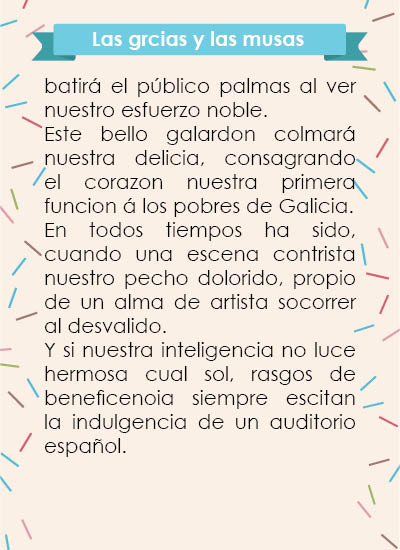 Las grcias y las musas
batirá el público palmas al ver
nuestro esfuerzo noble.
Este bello galardon colmará
nuestra delicia, consagrando
el corazon nuestra primera
funcion á los pobres de Galicia.
En todos tiempos ha sido,
cuando una escena contrista
nuestro pecho dolorido, propio
de un alma de artista socorrer
al desvalido.
Y si nuestra inteligencia no luce
hermosa cual sol, rasgos de
beneficenoia siempre escitan
la indulgencia de un auditorio
español.